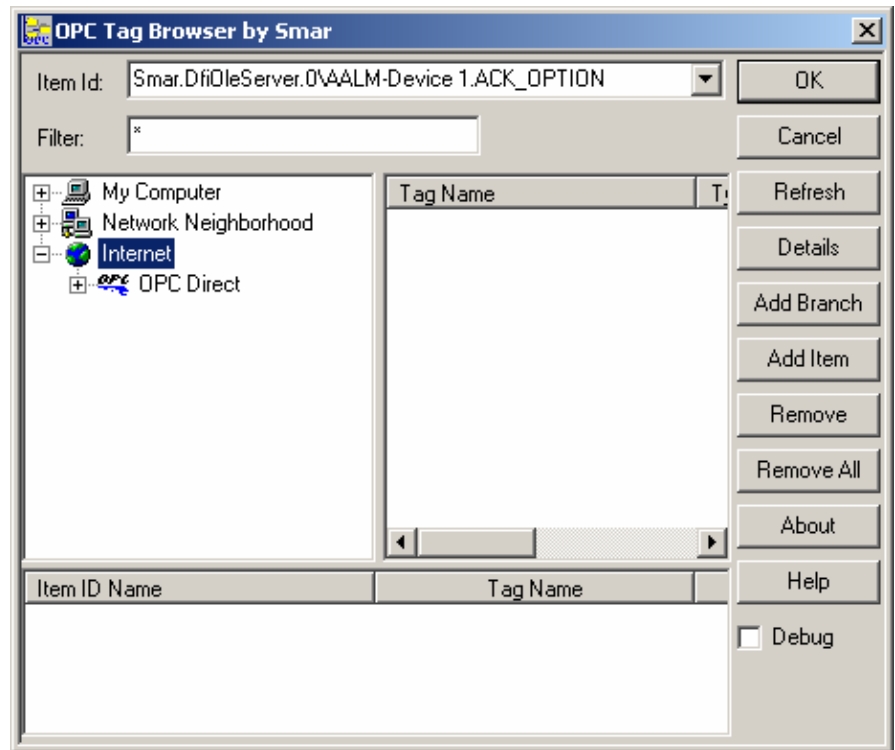 OPC Tag Browser by Smar
Item Id: Smar.DfiOleServer.0\AALM-Device 1.ACK_OPTION
OK
Filter: *
Cancel
My Computer
Network Neighborhood
Internet
OPC Direct
Tag Name Ty
Refresh
Details
Add Branch
Add Item
Remove
Remove All
About
Item ID Name Tag Name
Help
Debug